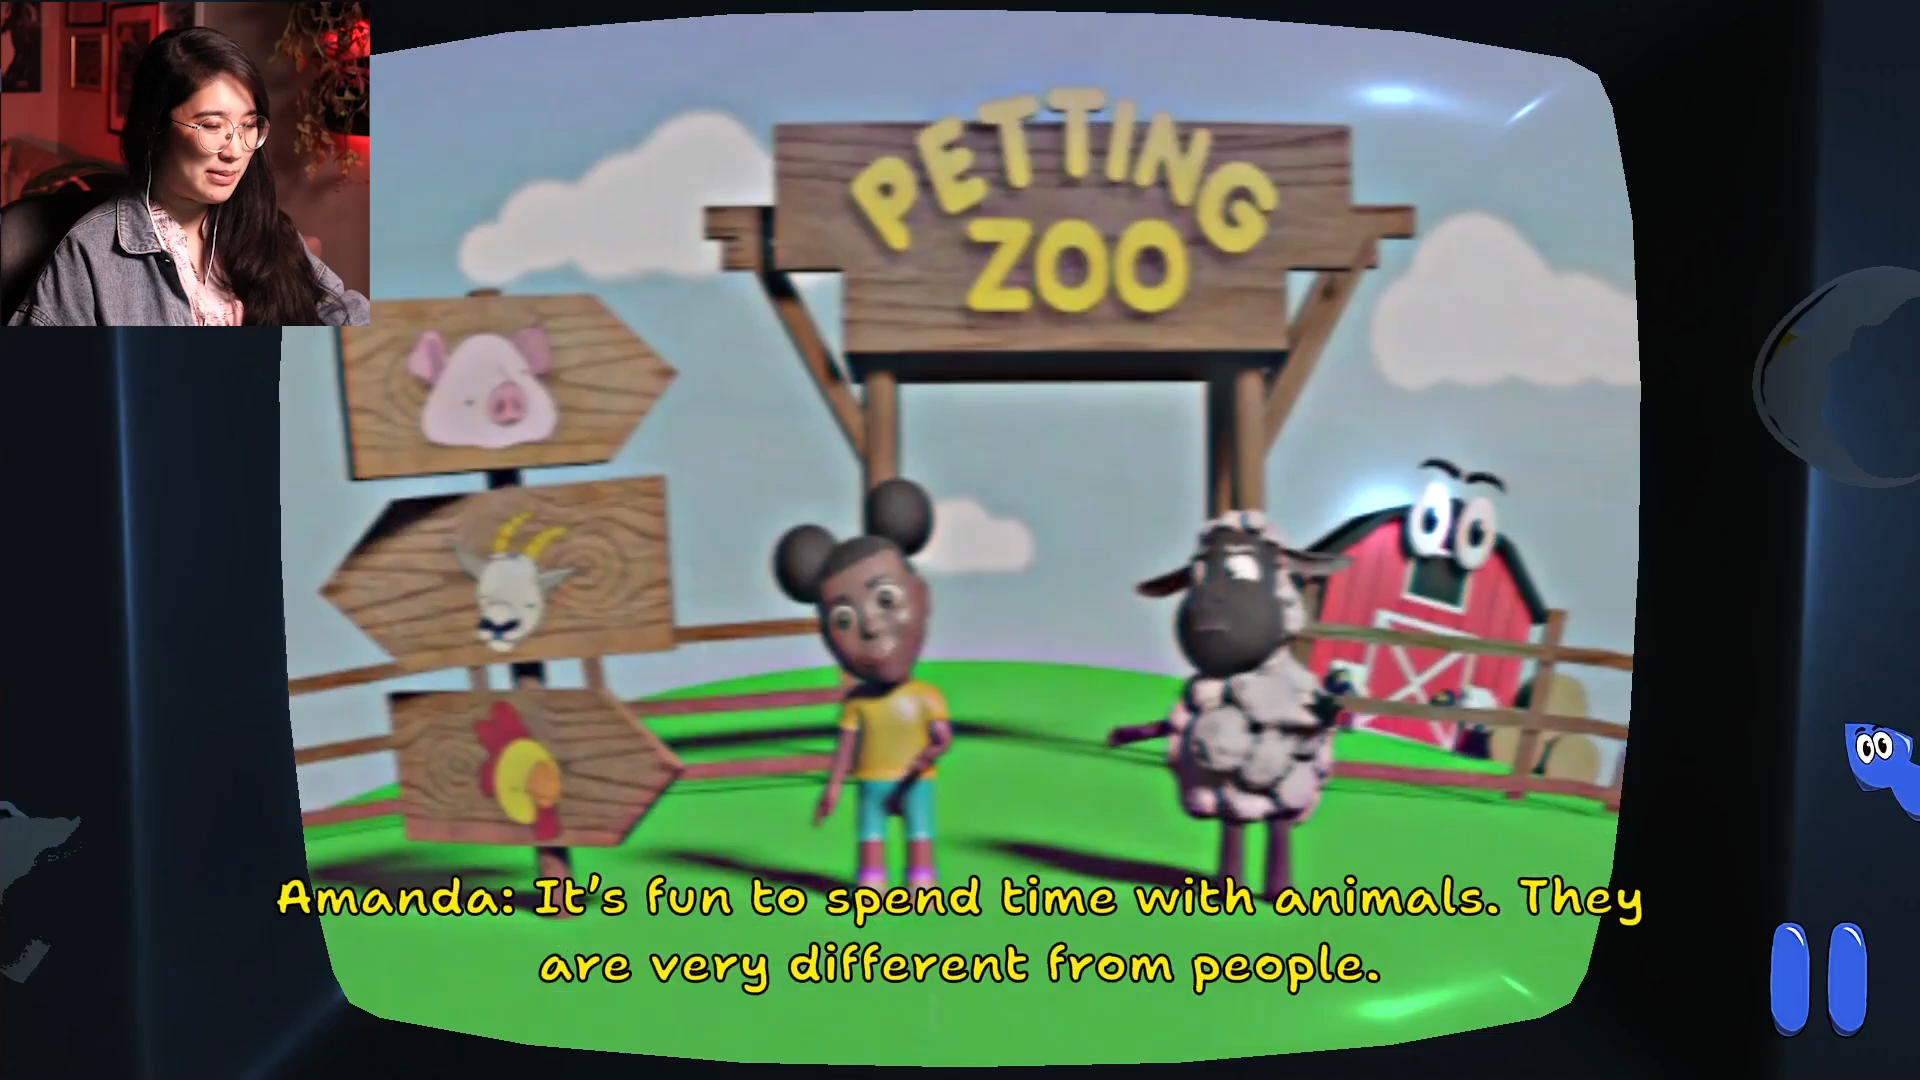 PETTING
ZOO
Amanda: It's fun to spend time with animals. They
are very different from people.